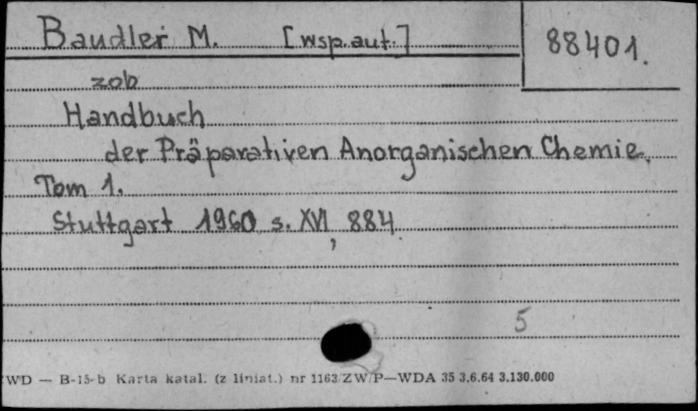 Baudler M. [wsp.aut.]
88401.
zob
Handbuch
der Präparativen Anorganischen Chemie.
Tom 1.
Stuttgart 1960 s. XVI, 884
5
WD — B-15-b Karta katal. (z liniat.) nr 1163/ZW/P—WDA 35 3.6.64 3.130.000